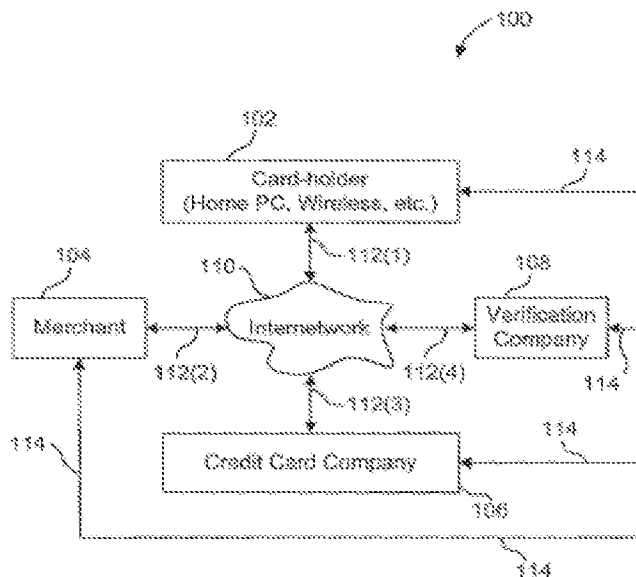 100
102
114
Card-holder
(Home PC, Wireless, etc.)
104
110
112(1)
108
Merchant
Internetwork
Verification
Company
112(2)
112(4)
114
112(3)
114
114
Credit Card Company
106
114